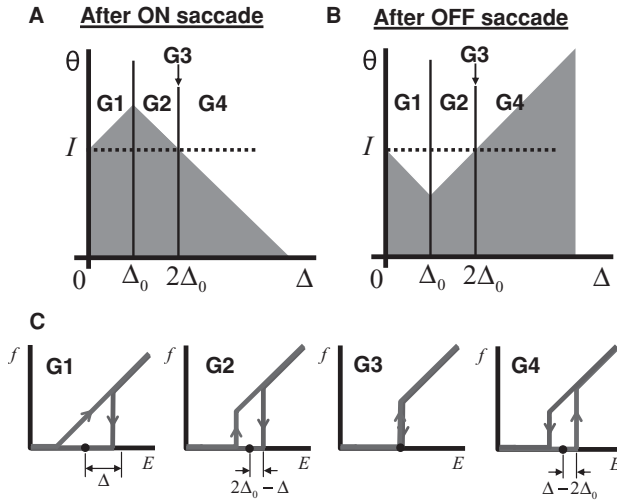 A After ON saccade
θ
G3
G1 G2 G4
I
0 Δ₀ 2Δ₀ Δ
B After OFF saccade
θ
G3
G1 G2 G4
I
0 Δ₀ 2Δ₀ Δ
C
f G1
Δ E
f G2
2Δ₀ − Δ E
f G3
E
f G4
Δ − 2Δ₀ E